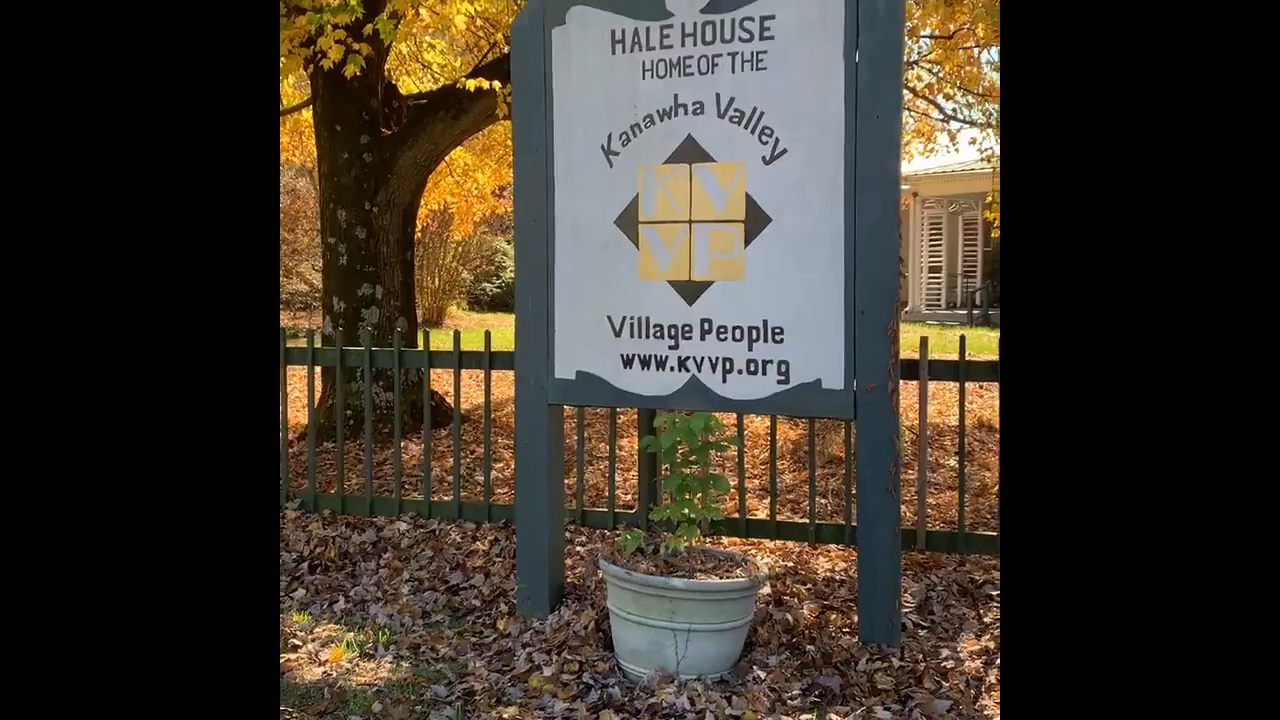 HALE HOUSE
HOME OF THE
Kanawha Valley
KV
VP
Village People
www.kvvp.org